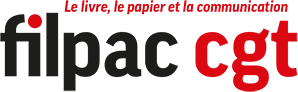 Le livre, le papier et la communication
filpac cgt